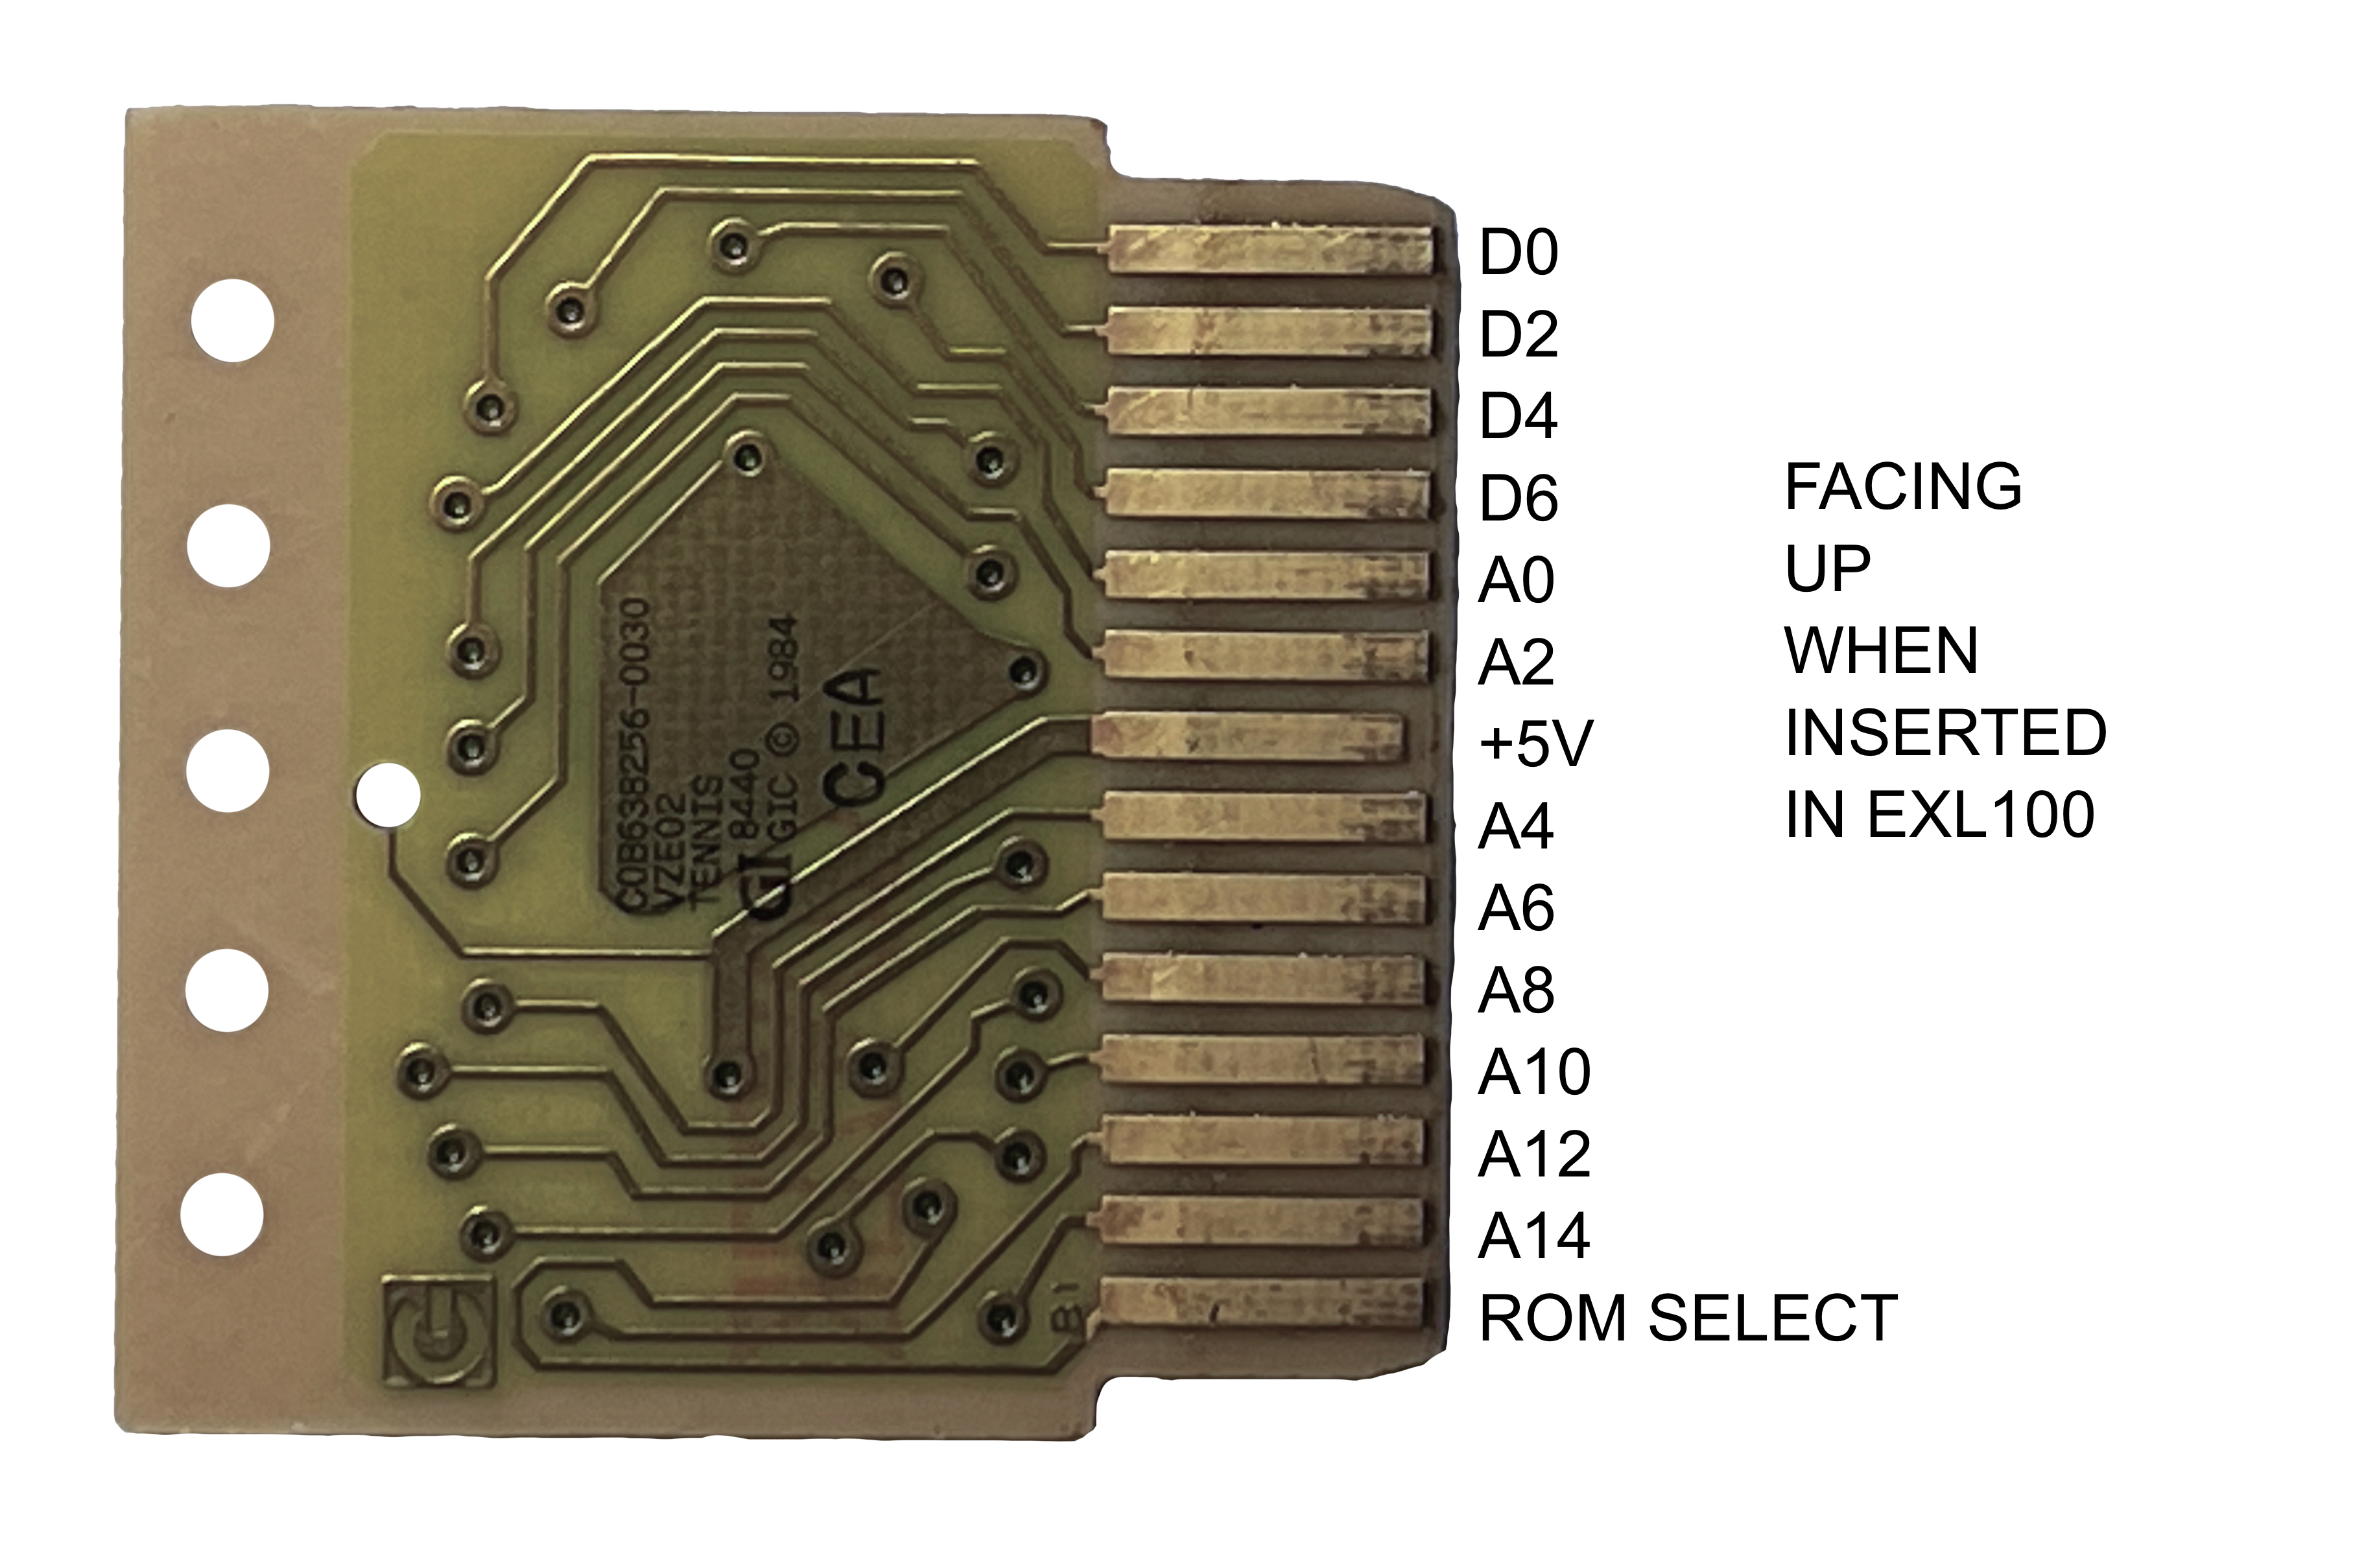 D0
D2
D4
D6
A0
A2
+5V
A4
A6
A8
A10
A12
A14
ROM SELECT
FACING
UP
WHEN
INSERTED
IN EXL100
COB6382S6-0030
VZE02
TENNIS
8440
GI GIC © 1984
CEA
B1